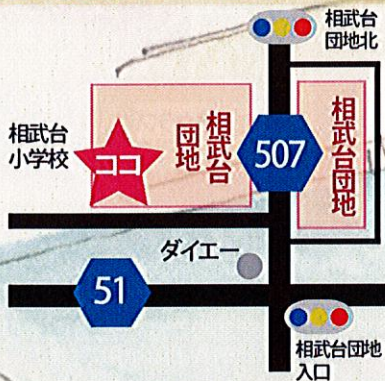 相武台
団地北
相武台
小学校
ココ
相武台
団地
507
相武台団地
ダイエー
51
相武台団地
入口